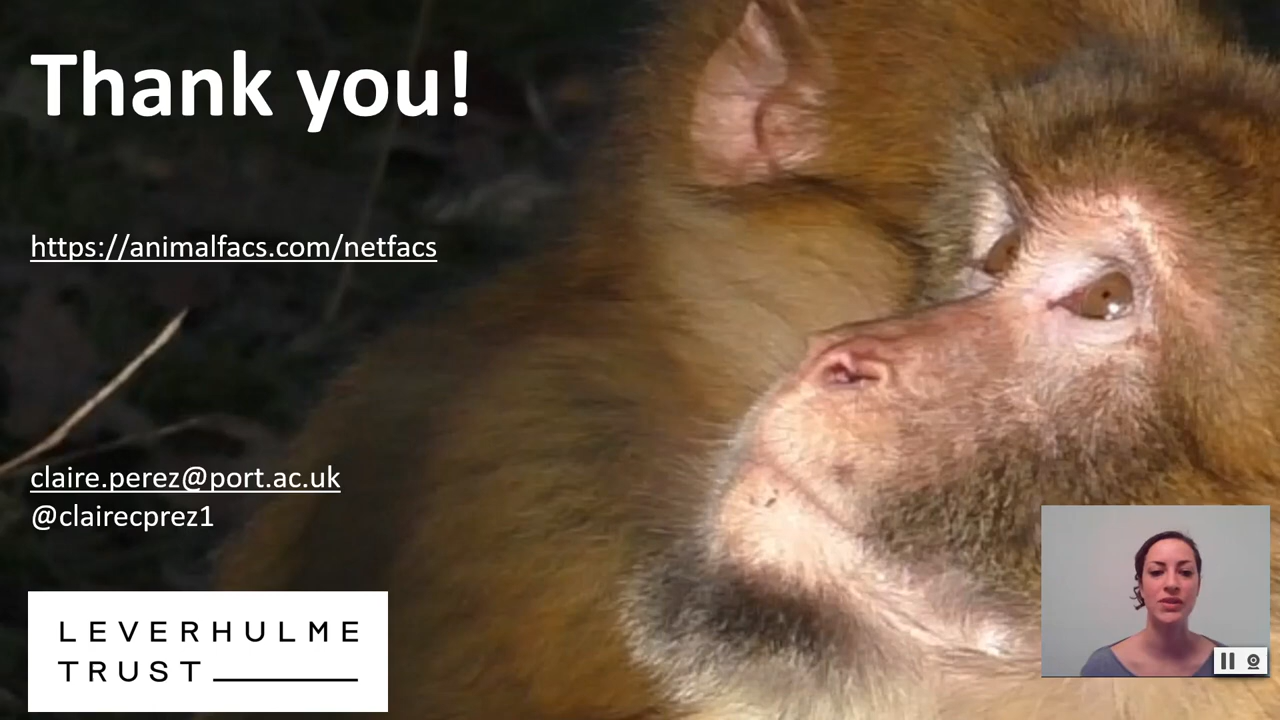 Thank you!
https://animalfacs.com/netfacs
claire.perez@port.ac.uk
@clairecprez1
LEVERHULME
TRUST